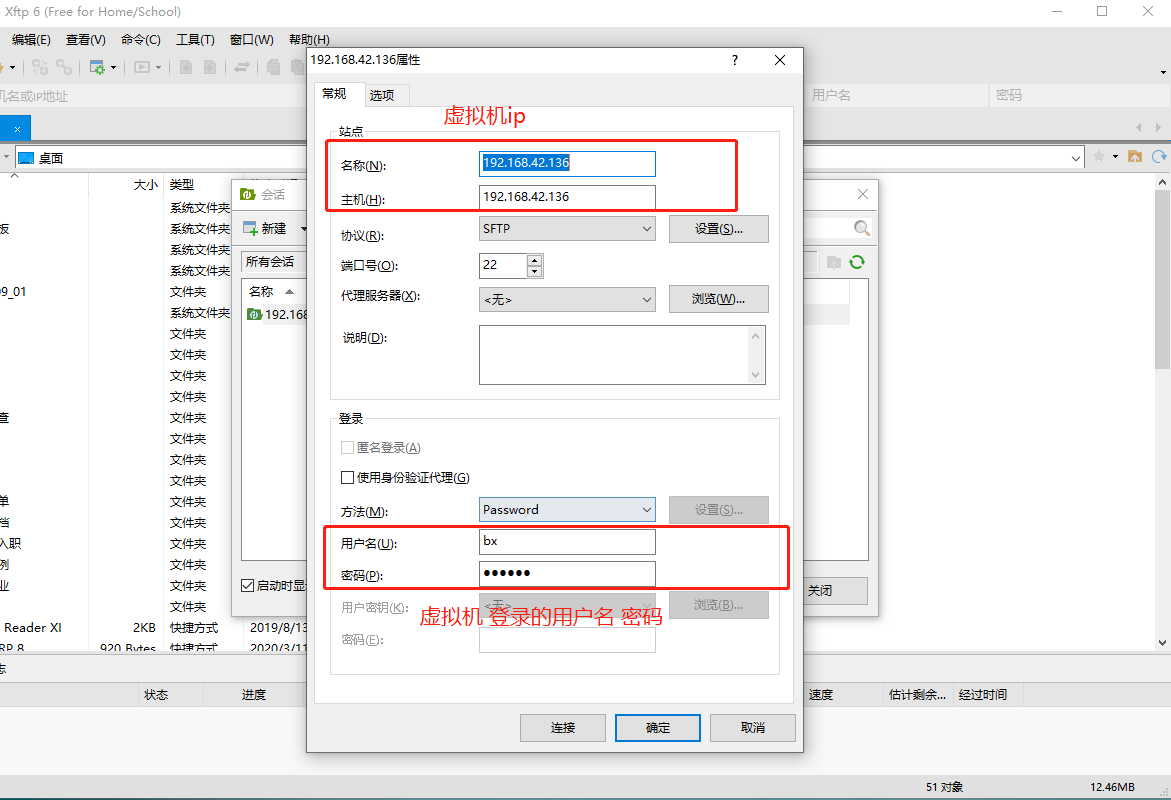 Xftp 6 (Free for Home/School)
编辑(E) 查看(V) 命令(C) 工具(T) 窗口(W) 帮助(H)
机名或IP地址 用户名 密码
桌面
大小 类型
系统文件夹
板 系统文件夹
系统文件夹
系统文件夹
09_01 文件夹
系统文件夹
文件夹
文件夹
文件夹
文件夹
查 文件夹
文件夹
文件夹
文件夹
单 文件夹
档 文件夹
入职 文件夹
例 文件夹
业 文件夹
文件夹
Reader XI 2KB 快捷方式 2019/8/13
RP 8 920 Bytes 快捷方式 2020/3/11
会话
新建
所有会话
名称
192.168
启动时显
关闭
192.168.42.136属性
?
常规 选项
虚拟机ip
站点
名称(N): 192.168.42.136
主机(H): 192.168.42.136
协议(R): SFTP 设置(S)...
端口号(O): 22
代理服务器(X): <无> 浏览(W)...
说明(D):
登录
匿名登录(A)
使用身份验证代理(G)
方法(M): Password 设置(S)...
用户名(U): bx
密码(P): ●●●●●●
用户密钥(K): <无> 浏览(B)...
虚拟机 登录的用户名 密码
密码(E):
连接 确定 取消
志
状态 进度 速度 估计剩余... 经过时间
51 对象 12.46MB